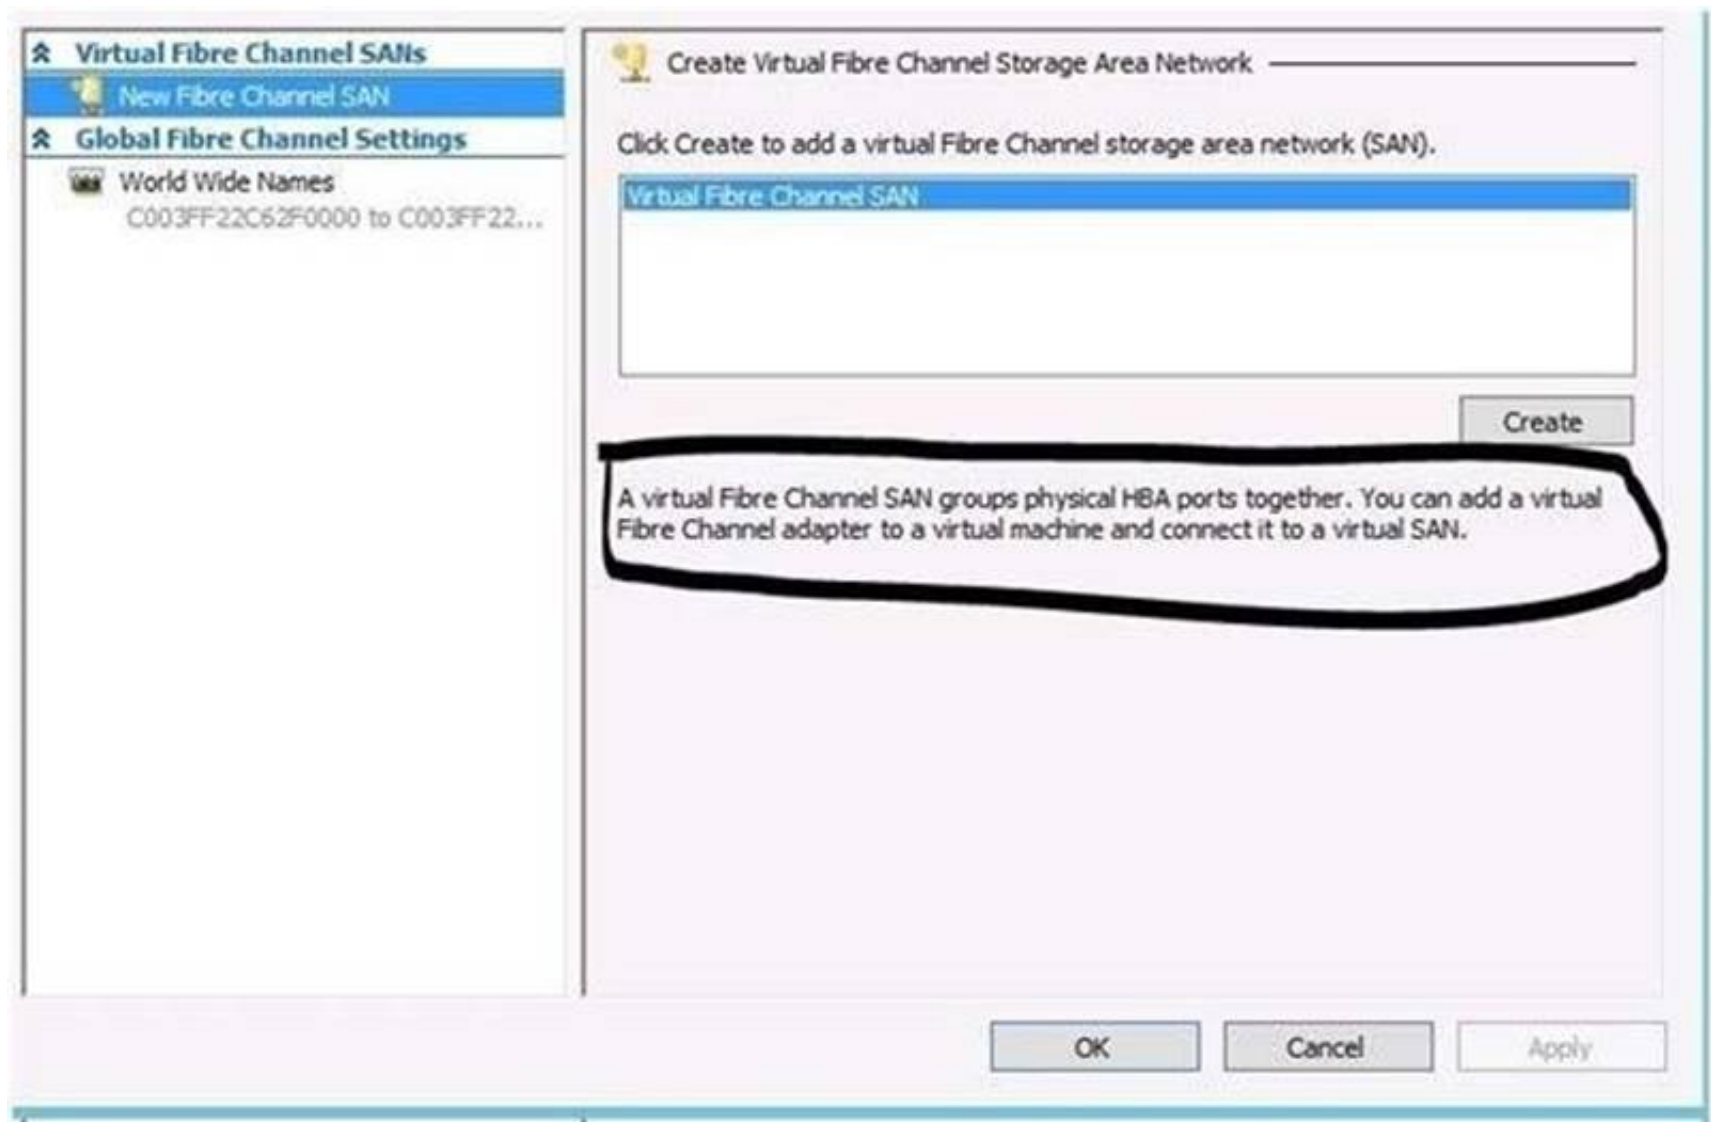 Virtual Fibre Channel SANs
New Fibre Channel SAN
Global Fibre Channel Settings
World Wide Names
C003FF22C62F0000 to C003FF22...
Create Virtual Fibre Channel Storage Area Network
Click Create to add a virtual Fibre Channel storage area network (SAN).
Virtual Fibre Channel SAN
Create
A virtual Fibre Channel SAN groups physical HBA ports together. You can add a virtual
Fibre Channel adapter to a virtual machine and connect it to a virtual SAN.
OK
Cancel
Apply